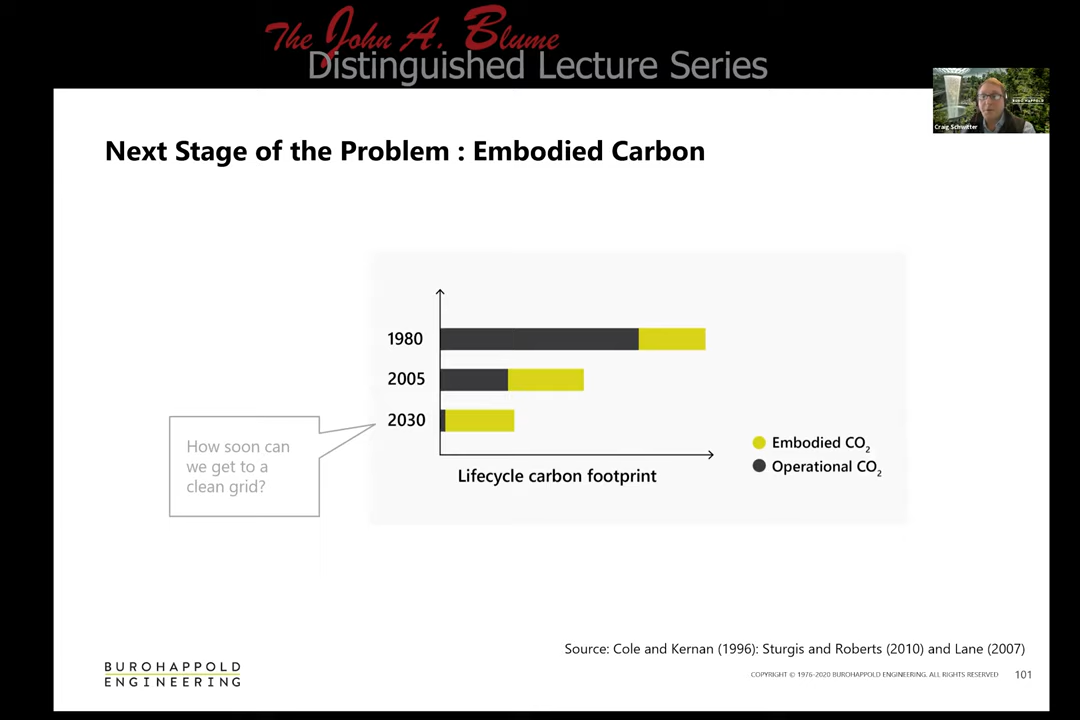 The John A. Blume
Distinguished Lecture Series
BURO HAPPOLD
Craig Schwitter
Next Stage of the Problem : Embodied Carbon
1980
2005
2030
How soon can
we get to a
clean grid?
Embodied CO2
Operational CO2
Lifecycle carbon footprint
Source: Cole and Kernan (1996): Sturgis and Roberts (2010) and Lane (2007)
BUROHAPPOLD
ENGINEERING
COPYRIGHT © 1976-2020 BUROHAPPOLD ENGINEERING. ALL RIGHTS RESERVED
101